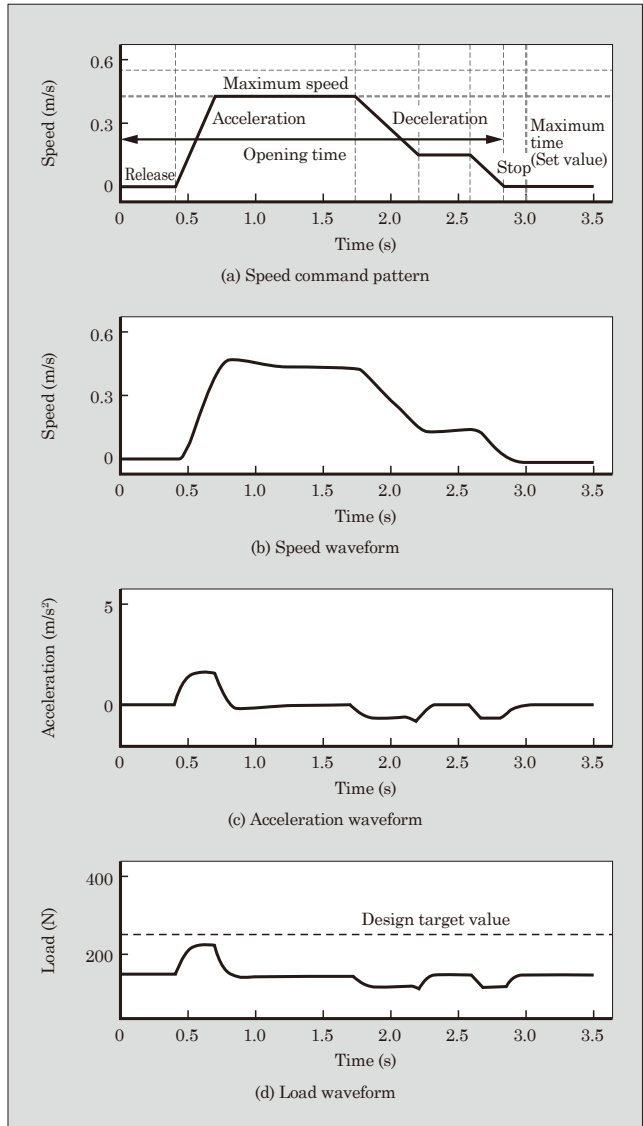 0.6
0.3
0
Speed (m/s)
Maximum speed
Acceleration
Deceleration
Opening time
Release
Stop
Maximum
time
(Set value)
0 0.5 1.0 1.5 2.0 2.5 3.0 3.5
Time (s)
(a) Speed command pattern
0.6
0.3
0
Speed (m/s)
0 0.5 1.0 1.5 2.0 2.5 3.0 3.5
Time (s)
(b) Speed waveform
5
0
Acceleration (m/s²)
0 0.5 1.0 1.5 2.0 2.5 3.0 3.5
Time (s)
(c) Acceleration waveform
400
200
Load (N)
Design target value
0 0.5 1.0 1.5 2.0 2.5 3.0 3.5
Time (s)
(d) Load waveform